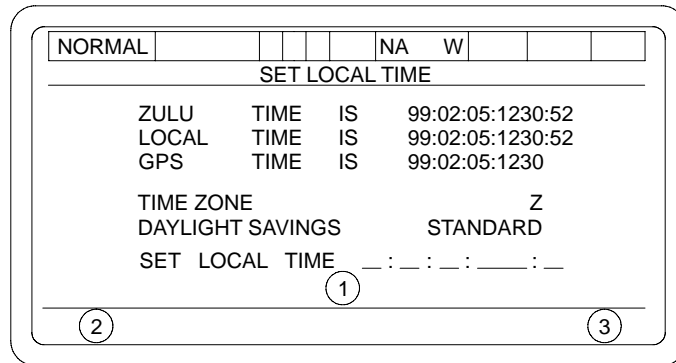 NORMAL NA W
SET LOCAL TIME
ZULU TIME IS 99:02:05:1230:52
LOCAL TIME IS 99:02:05:1230:52
GPS TIME IS 99:02:05:1230
TIME ZONE Z
DAYLIGHT SAVINGS STANDARD
SET LOCAL TIME __:__:__:____:__
1
2 3